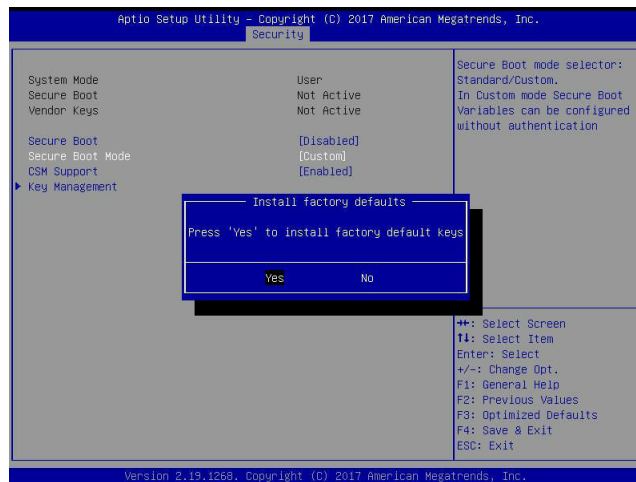 Aptio Setup Utility – Copyright (C) 2017 American Megatrends, Inc.
Security
System Mode User
Secure Boot Not Active
Vendor Keys Not Active
Secure Boot [Disabled]
Secure Boot Mode [Custom]
CSM Support [Enabled]
Key Management
Install factory defaults
Press 'Yes' to install factory default keys
Yes No
Secure Boot mode selector:
Standard/Custom.
In Custom mode Secure Boot
Variables can be configured
without authentication
→←: Select Screen
↑↓: Select Item
Enter: Select
+/-: Change Opt.
F1: General Help
F2: Previous Values
F3: Optimized Defaults
F4: Save & Exit
ESC: Exit
Version 2.19.1268. Copyright (C) 2017 American Megatrends, Inc.